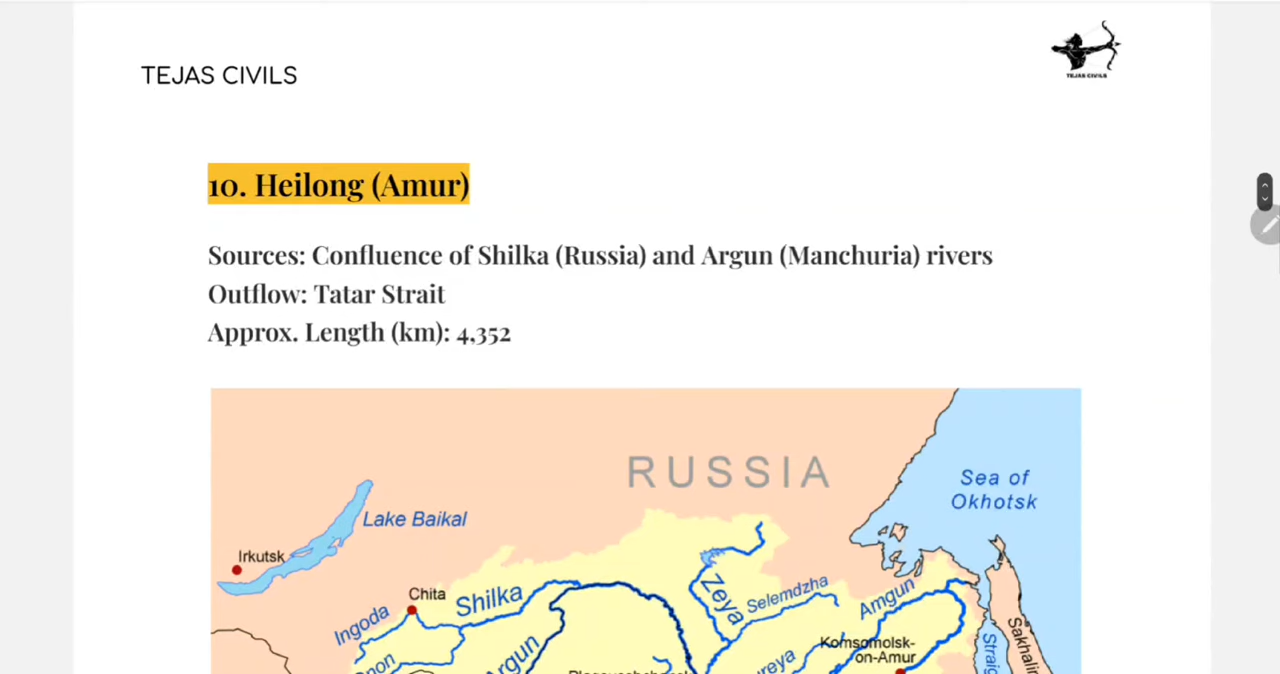 TEJAS CIVILS
TEJAS CIVILS
10. Heilong (Amur)
Sources: Confluence of Shilka (Russia) and Argun (Manchuria) rivers
Outflow: Tatar Strait
Approx. Length (km): 4,352
RUSSIA
Sea of
Okhotsk
Lake Baikal
Irkutsk
Chita
Ingoda
Shilka
Zeya
Selemdzha
Amgun
Komsomolsk-
on-Amur